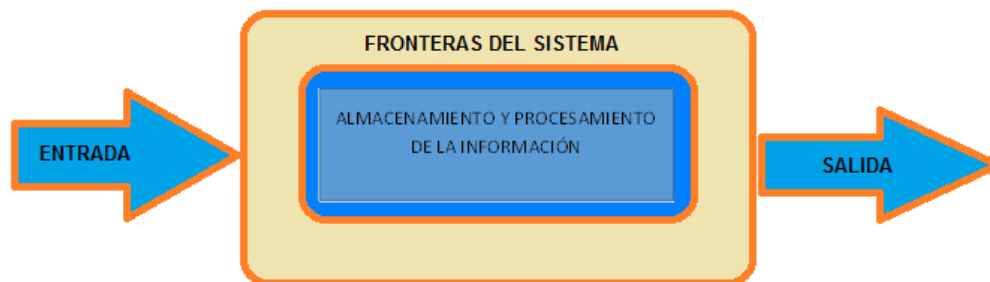 FRONTERAS DEL SISTEMA
ALMACENAMIENTO Y PROCESAMIENTO
DE LA INFORMACIÓN
ENTRADA
SALIDA